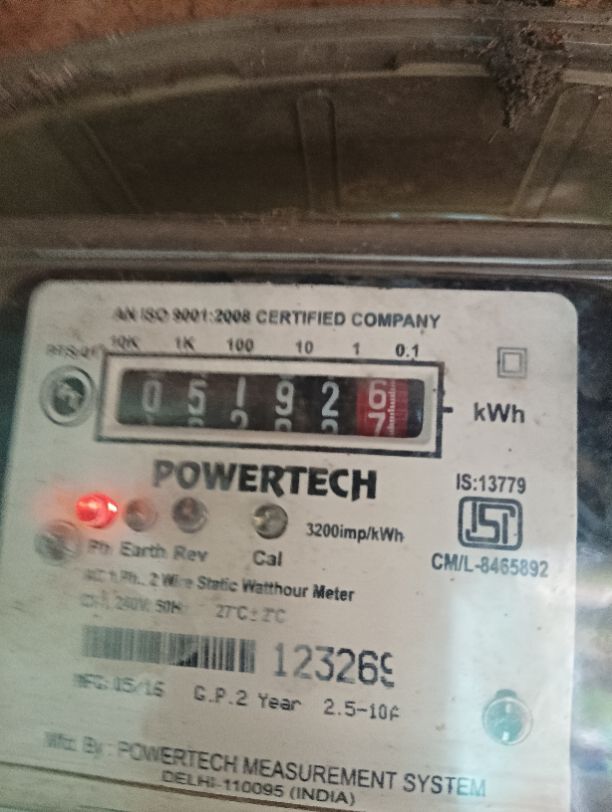 AN ISO 9001:2008 CERTIFIED COMPANY
10K 1K 100 10 1 0.1
0 5 1 9 2 6
7
kWh
POWERTECH
IS:13779
ISI
3200imp/kWh
Ph Earth Rev Cal
CM/L-8465892
1 Ph.. 2 Wire Static Watthour Meter
240V, 50H 27°C ± 2°C
123269
MFG: 05/16 G.P.2 Year 2.5-10A
Mfd. By : POWERTECH MEASUREMENT SYSTEM
DELHI-110095 (INDIA)